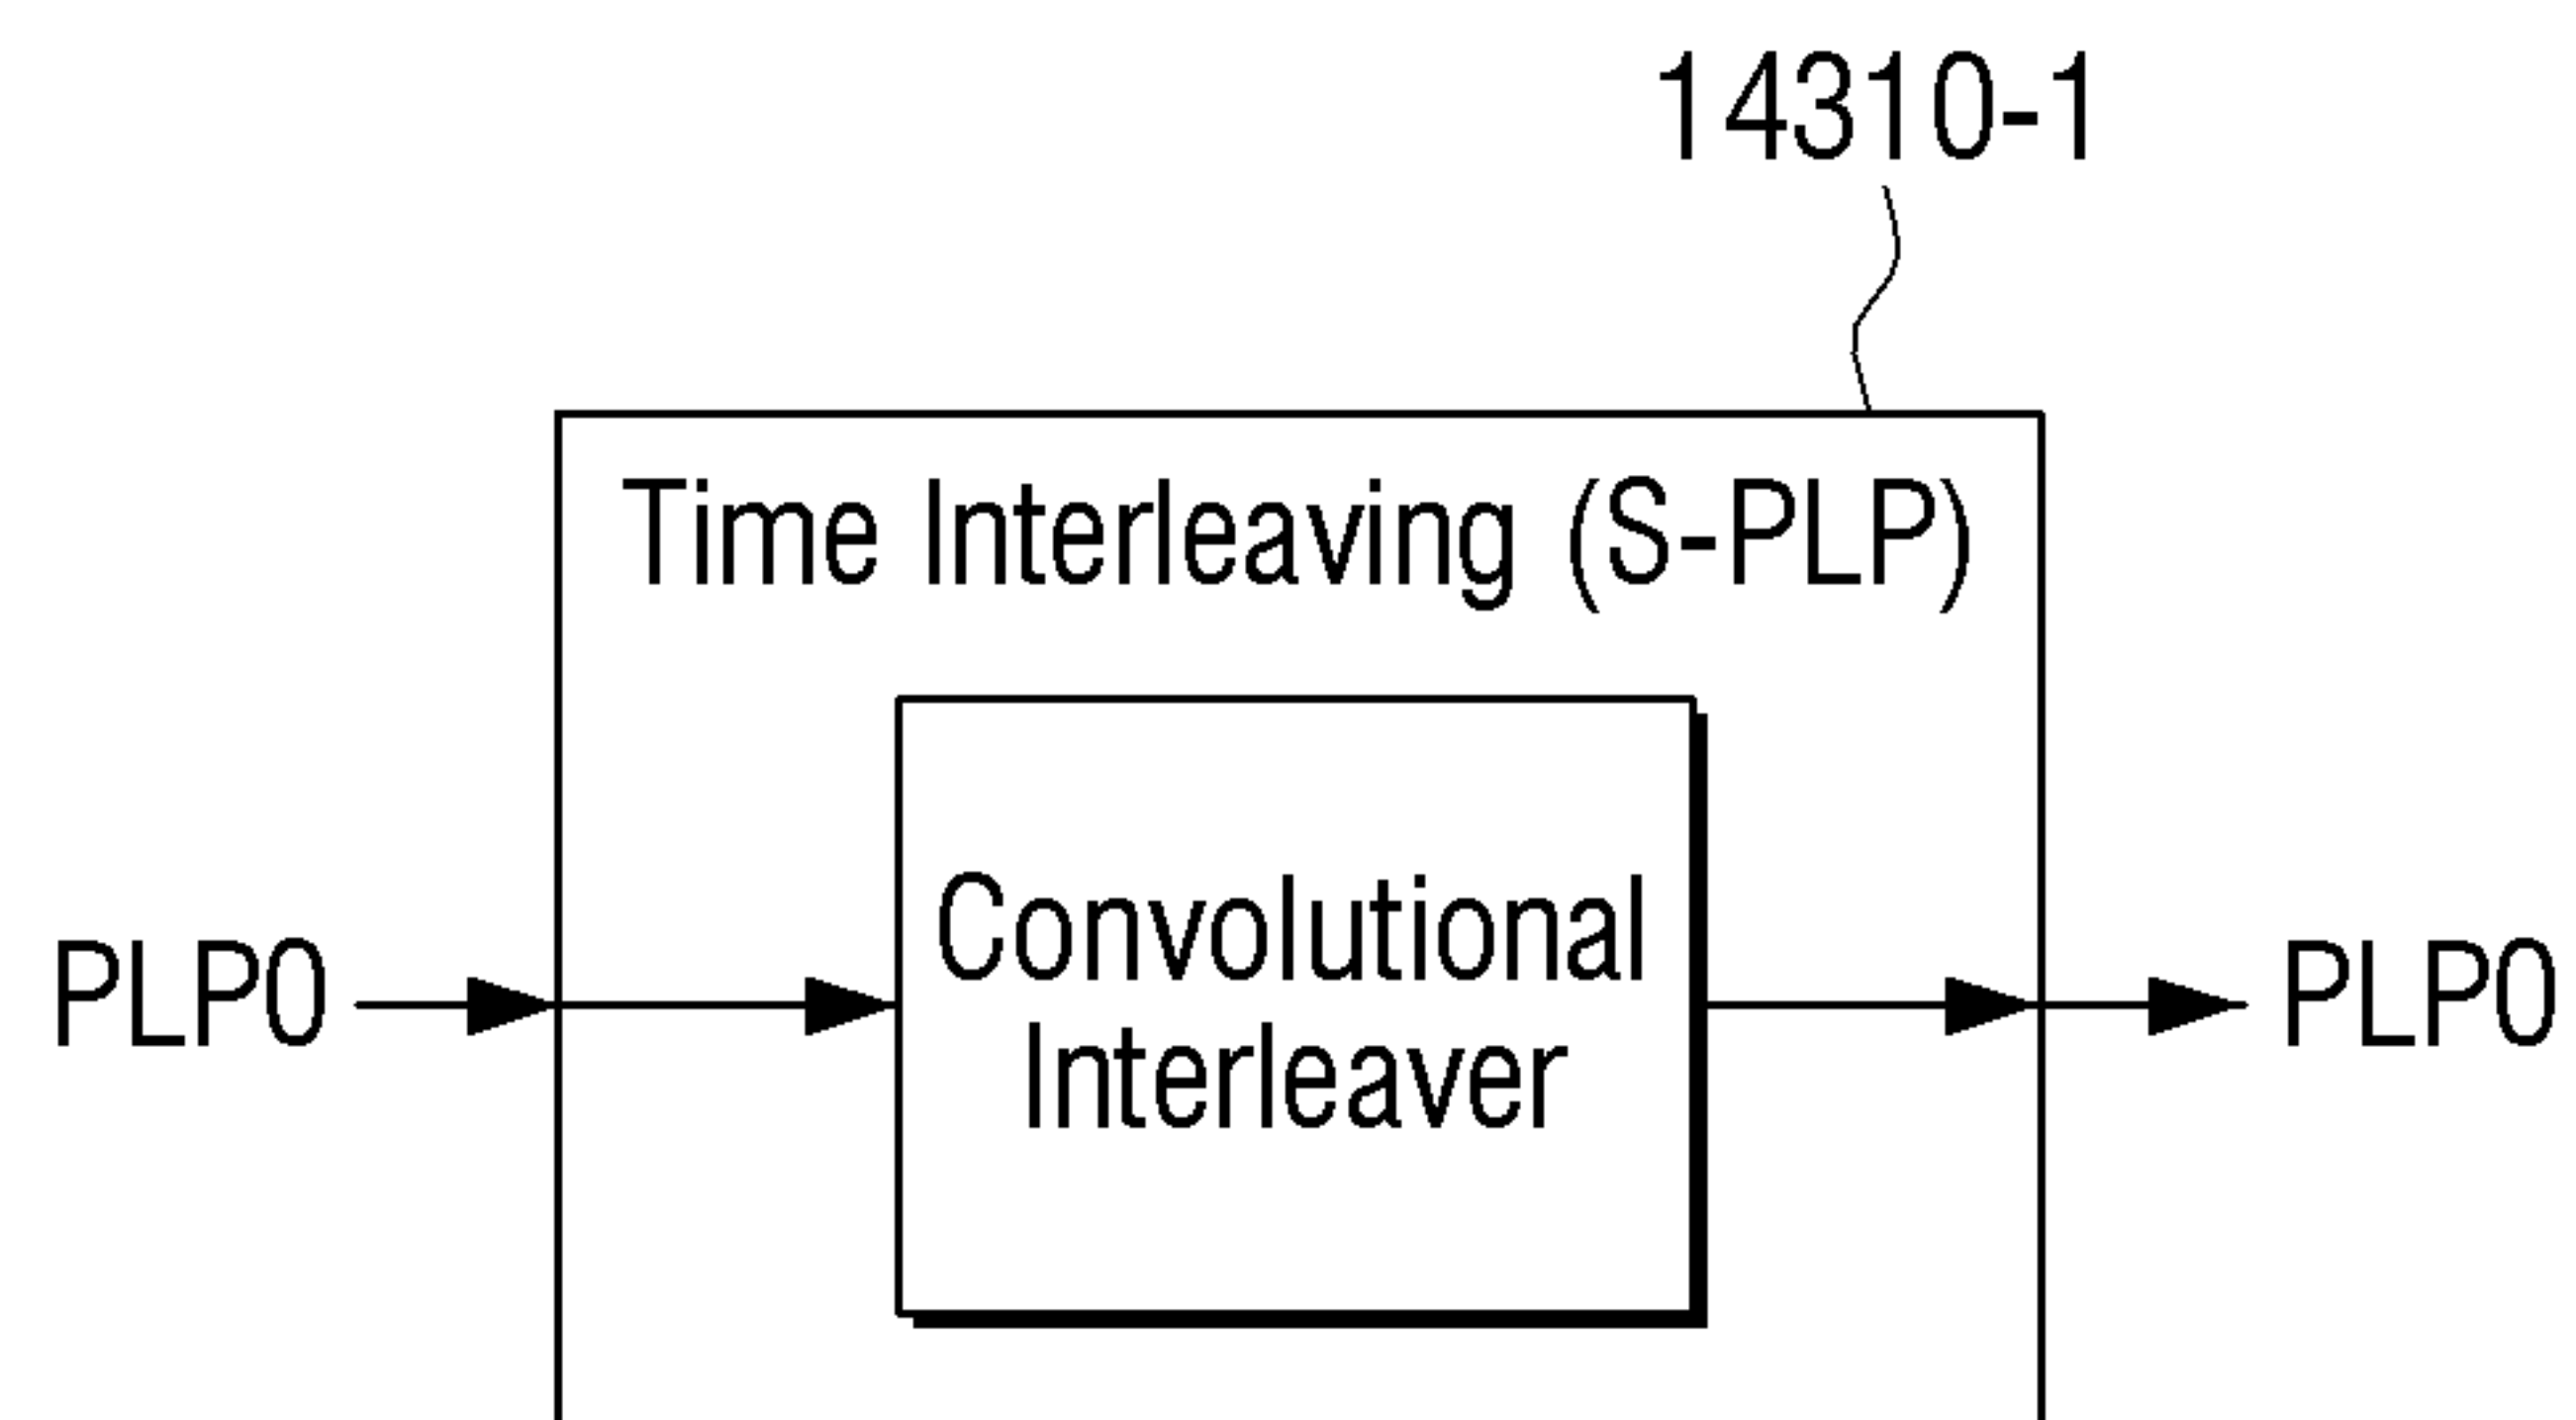 14310-1
Time Interleaving (S-PLP)
Convolutional
Interleaver
PLP0
PLP0